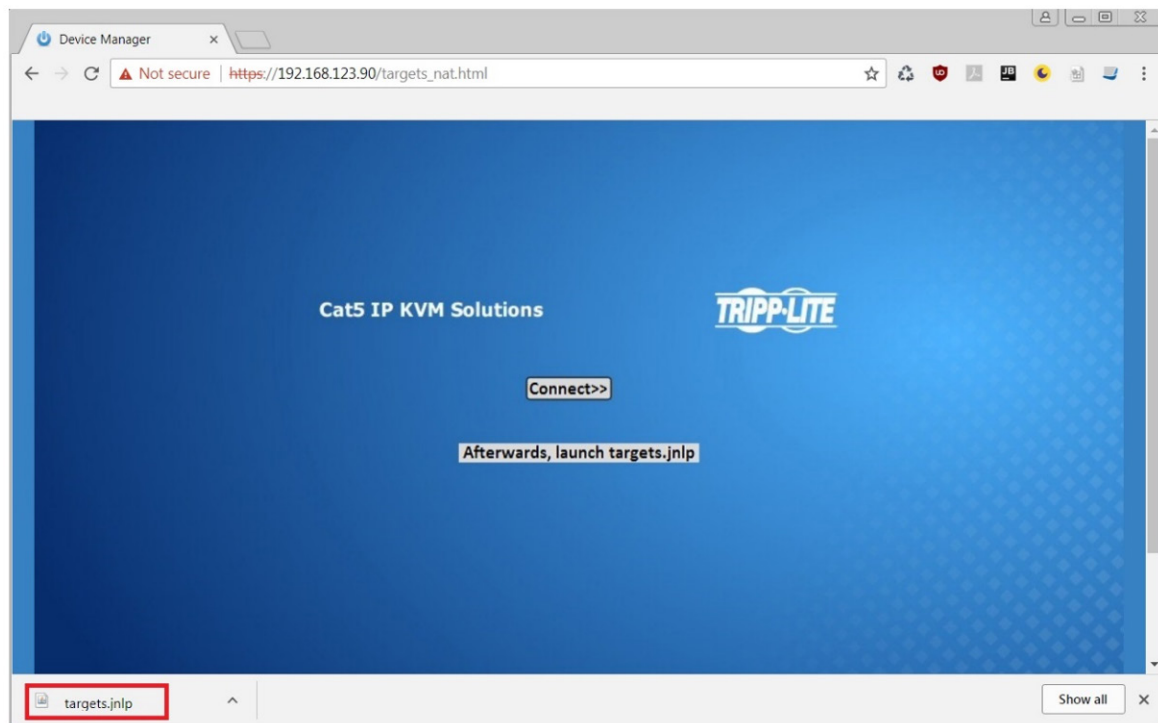 Device Manager
Not secure | https://192.168.123.90/targets_nat.html
Cat5 IP KVM Solutions
TRIPP·LITE
Connect>>
Afterwards, launch targets.jnlp
targets.jnlp
Show all